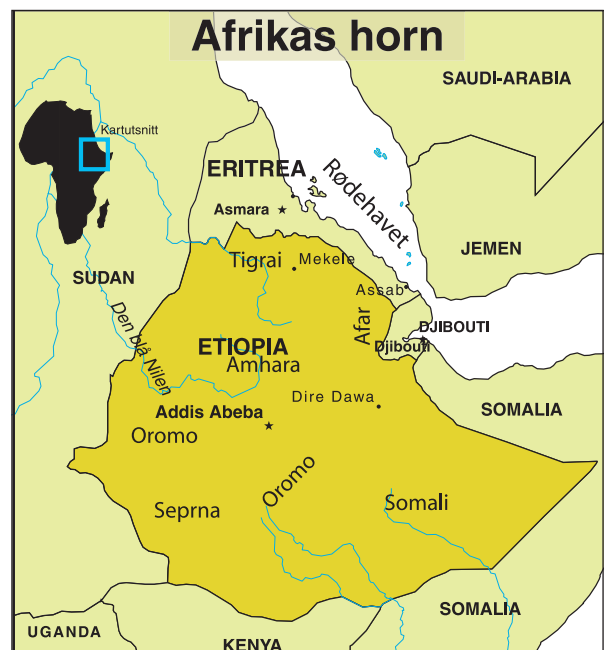 Afrikas horn
SAUDI-ARABIA
Kartutsnitt
ERITREA
Rødehavet
Asmara
JEMEN
Tigrai
Mekele
SUDAN
Assab
Den blå Nilen
Afar
DJIBOUTI
Djibouti
ETIOPIA
Amhara
Dire Dawa
Addis Abeba
SOMALIA
Oromo
Oromo
Somali
Seprna
SOMALIA
UGANDA
KENYA